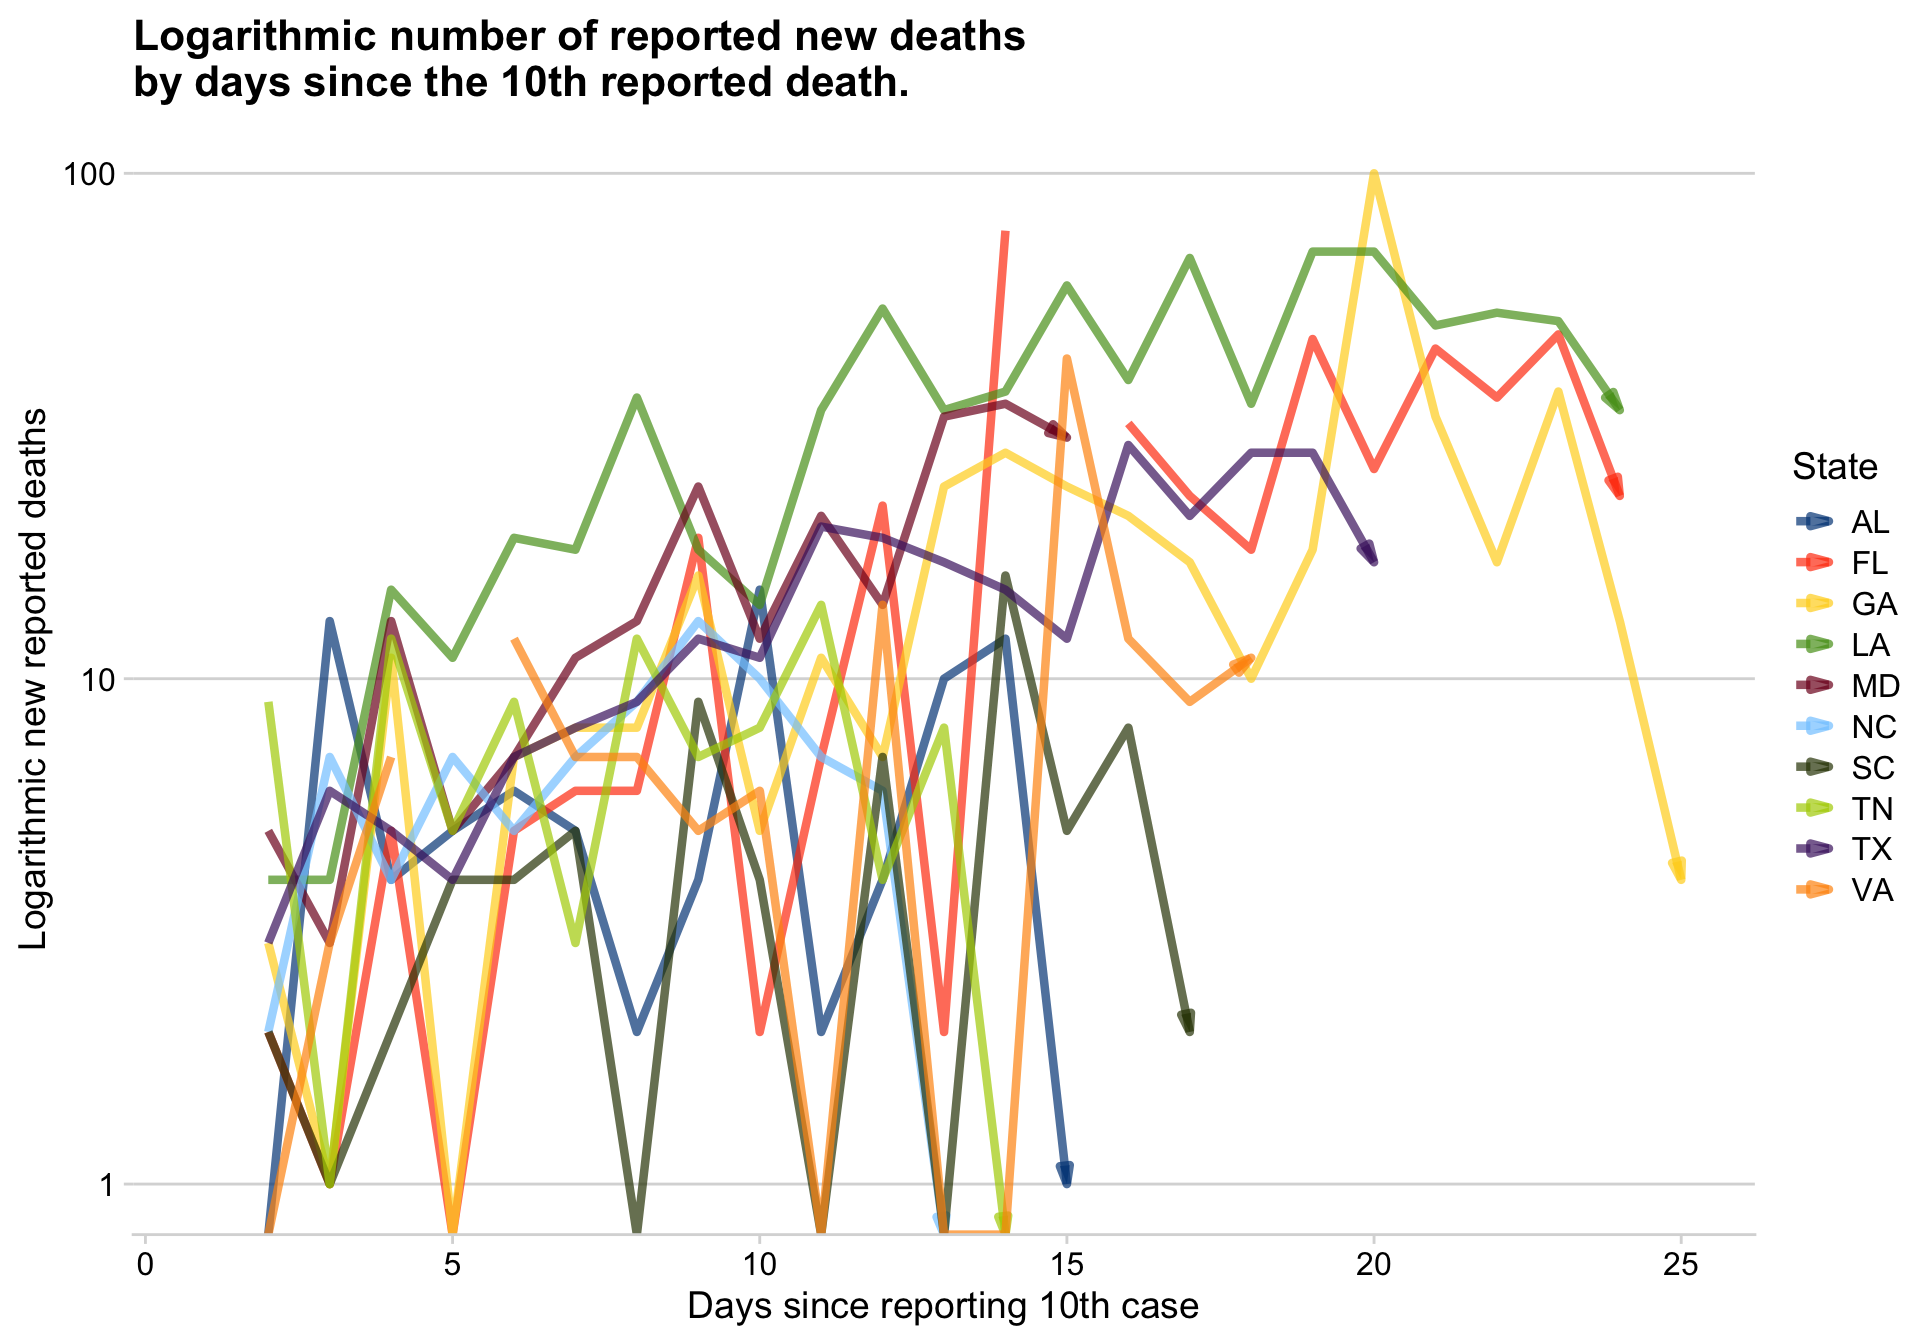 Logarithmic number of reported new deaths
by days since the 10th reported death.
100
10
1
Logarithmic new reported deaths
0 5 10 15 20 25
Days since reporting 10th case
State
AL
FL
GA
LA
MD
NC
SC
TN
TX
VA